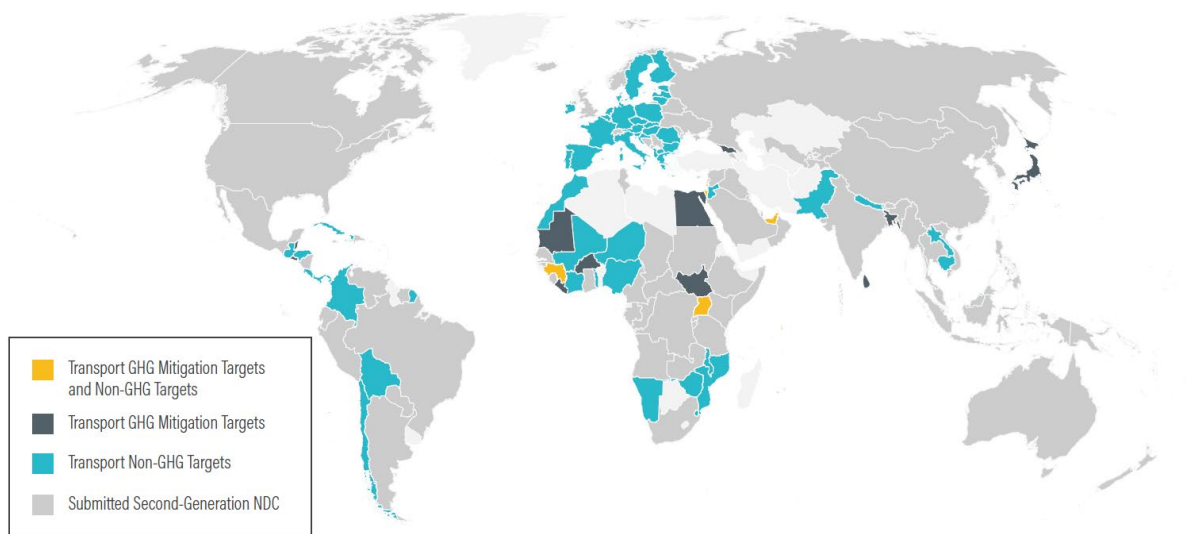 Transport GHG Mitigation Targets
and Non-GHG Targets
Transport GHG Mitigation Targets
Transport Non-GHG Targets
Submitted Second-Generation NDC